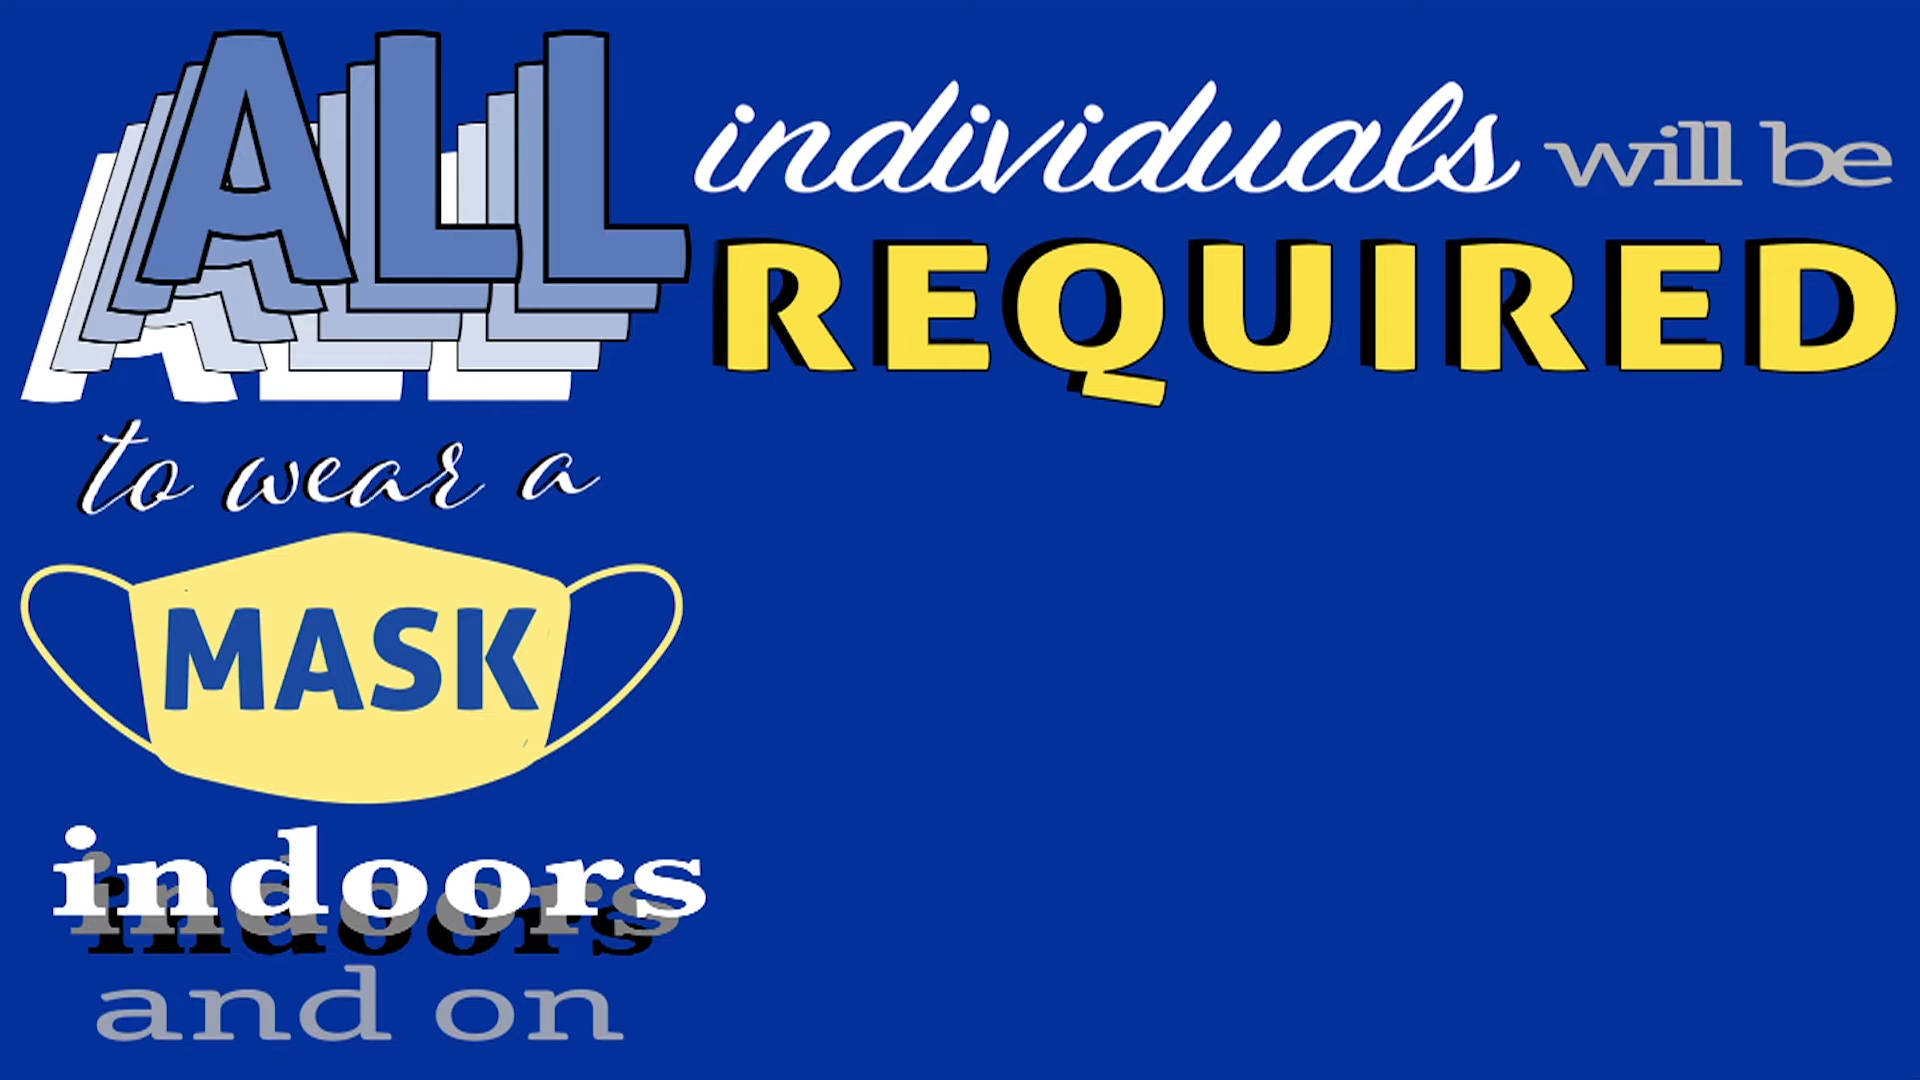 ALL individuals will be
REQUIRED
to wear a
MASK
indoors
and on